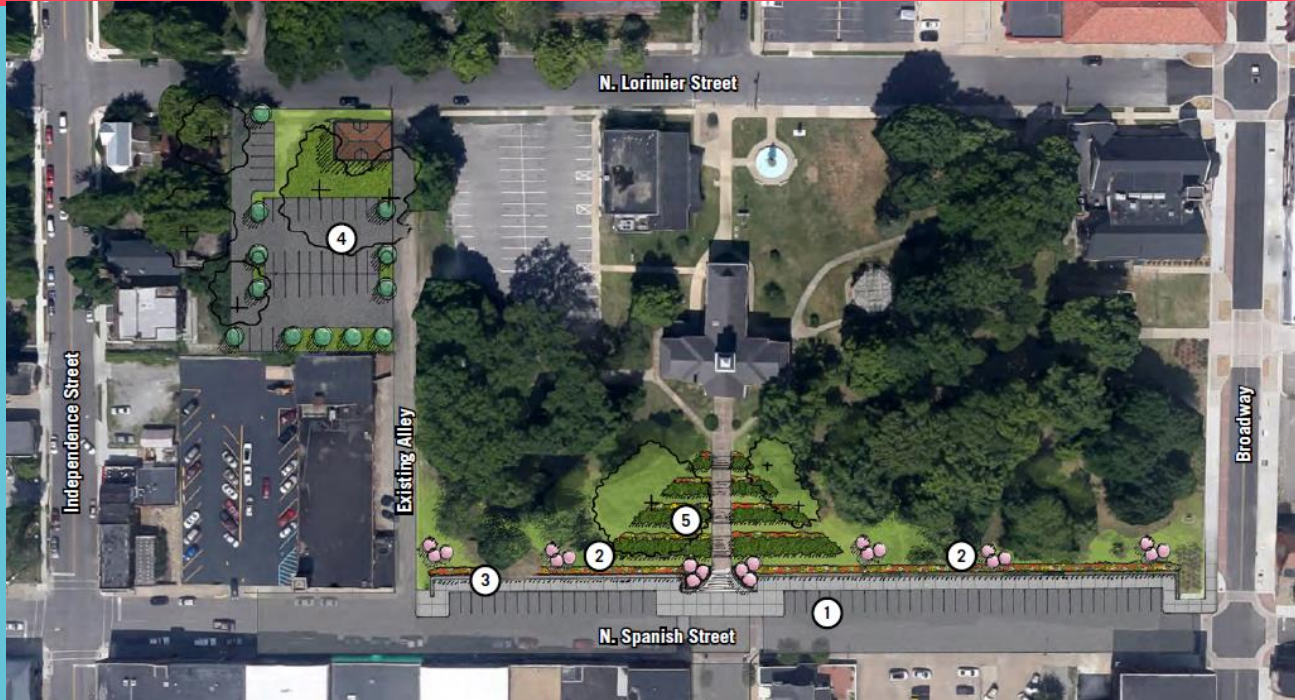 N. Lorimier Street
4
Independence Street
Existing Alley
Broadway
5
2
2
3
1
N. Spanish Street